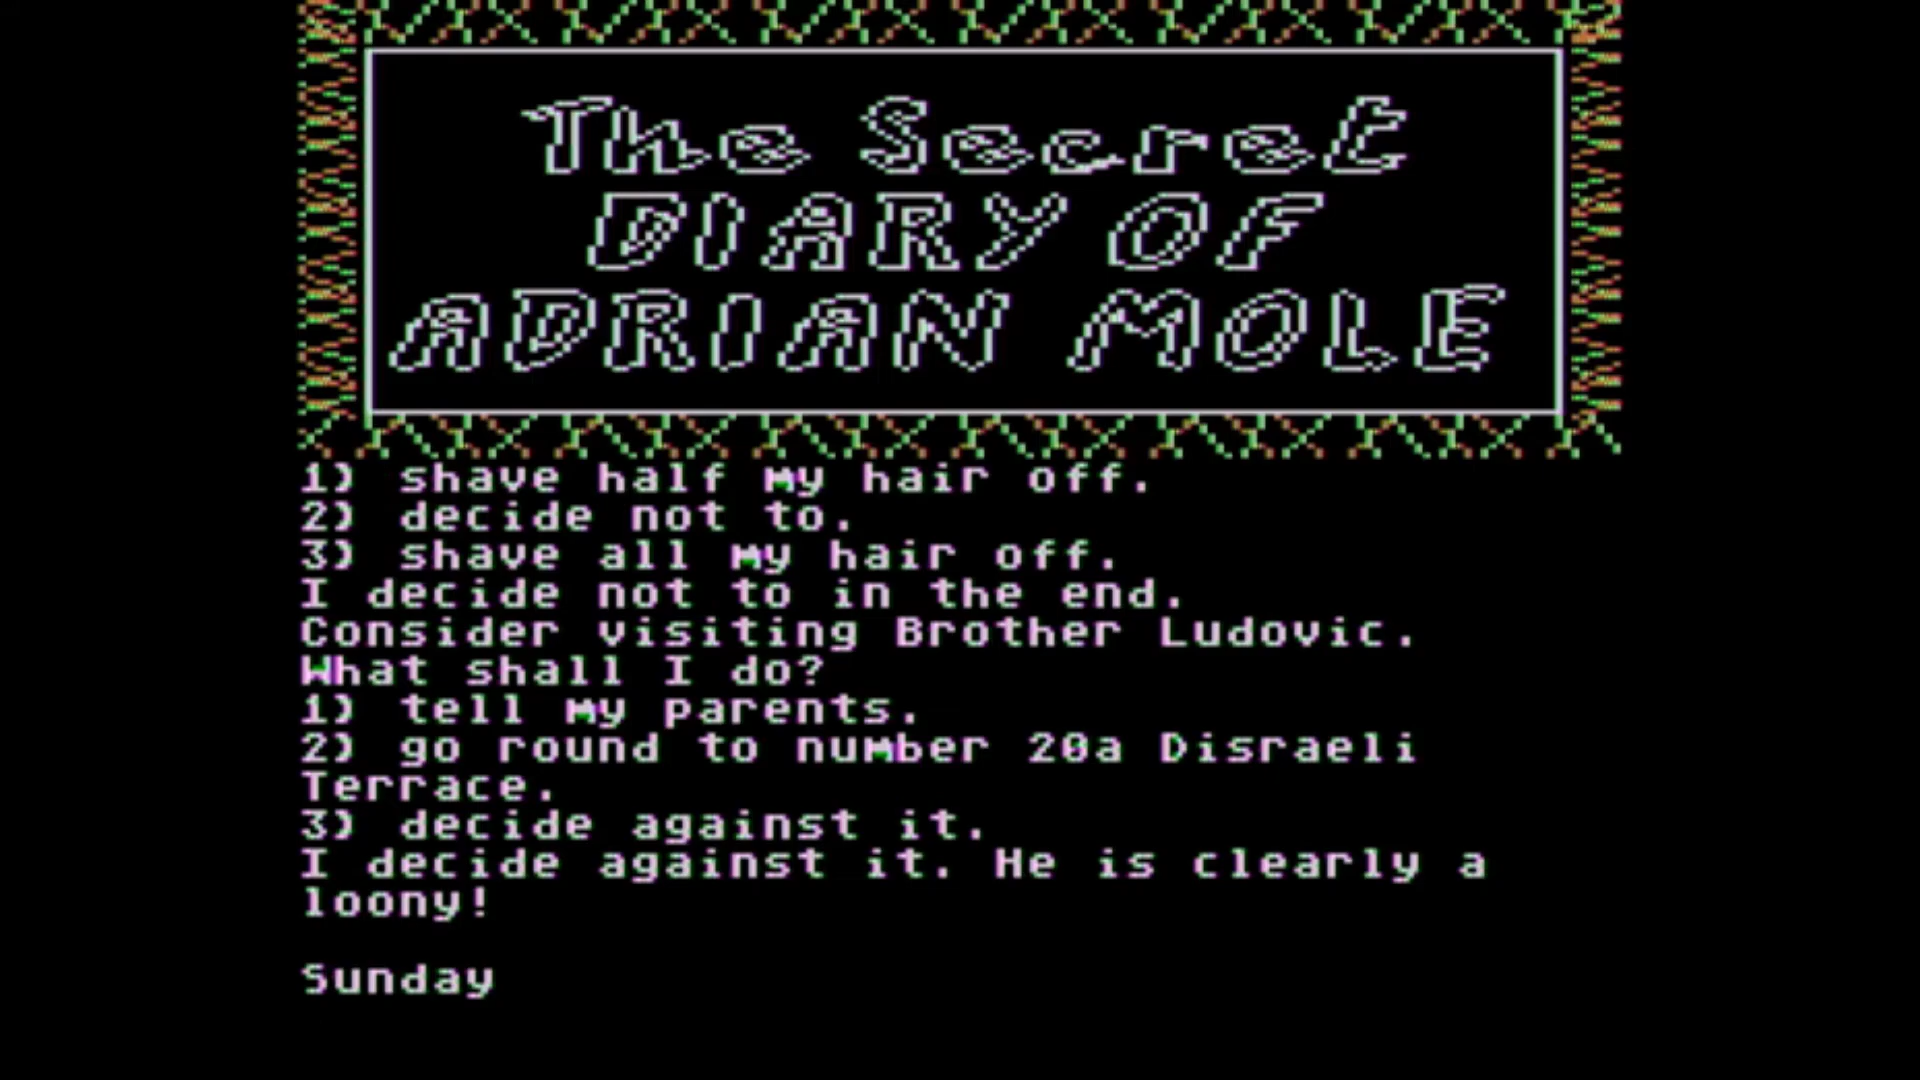 The Secret
DIARY OF
ADRIAN MOLE
1) shave half my hair off.
2) decide not to.
3) shave all my hair off.
I decide not to in the end.
Consider visiting Brother Ludovic.
What shall I do?
1) tell my parents.
2) go round to number 20a Disraeli
Terrace.
3) decide against it.
I decide against it. He is clearly a
loony!
Sunday